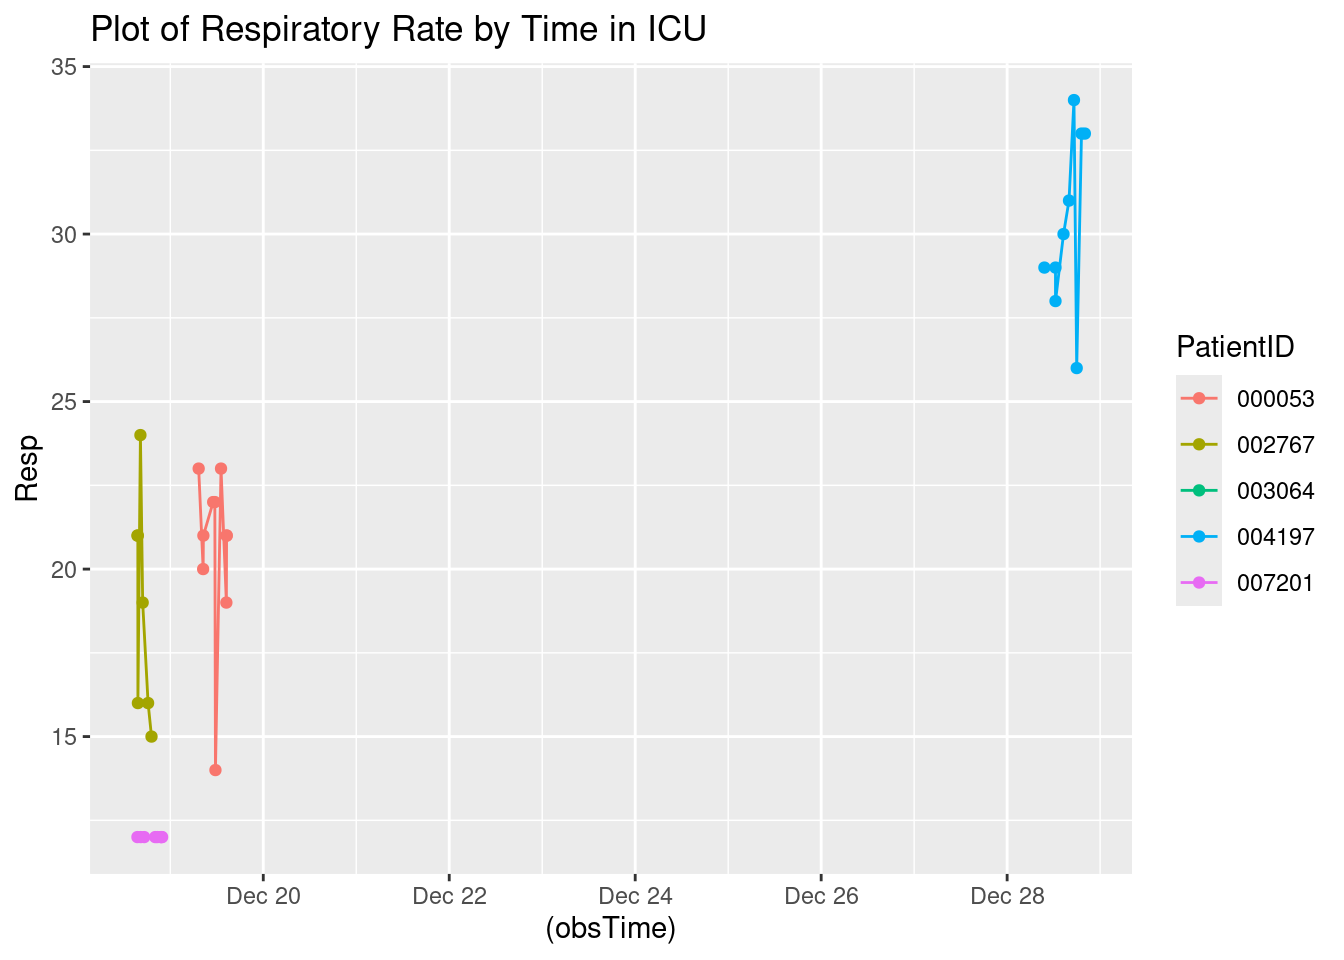 Plot of Respiratory Rate by Time in ICU
35
30
25
20
15
Resp
Dec 20
Dec 22
Dec 24
Dec 26
Dec 28
(obsTime)
PatientID
000053
002767
003064
004197
007201